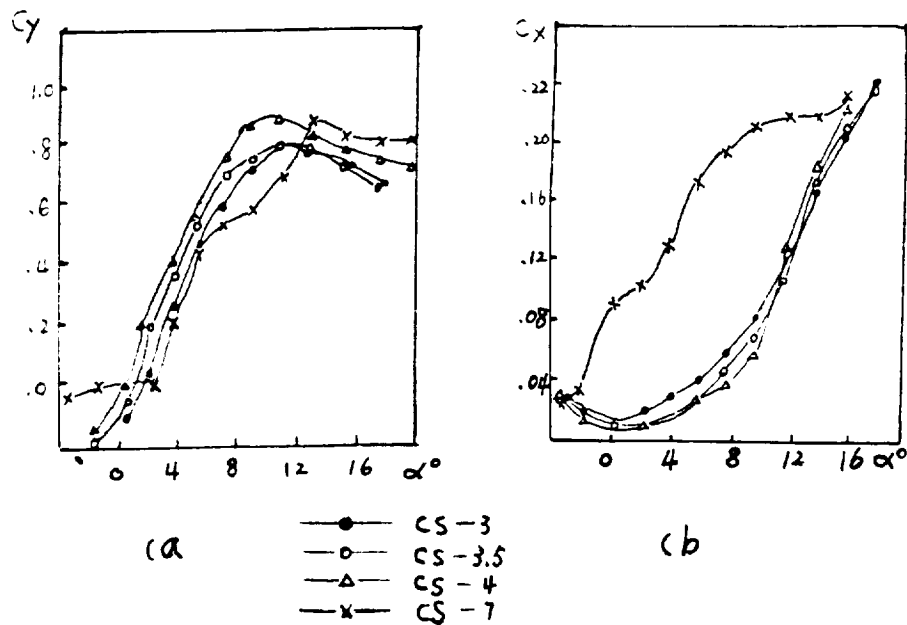 Cy
1.0
.8
.6
.4
.2
.0
0 4 8 12 16 α°
(a
Cx
.22
.20
.16
.12
.08
.04
0 4 8 12 16 α°
(b
CS-3
CS-3.5
CS-4
CS-7